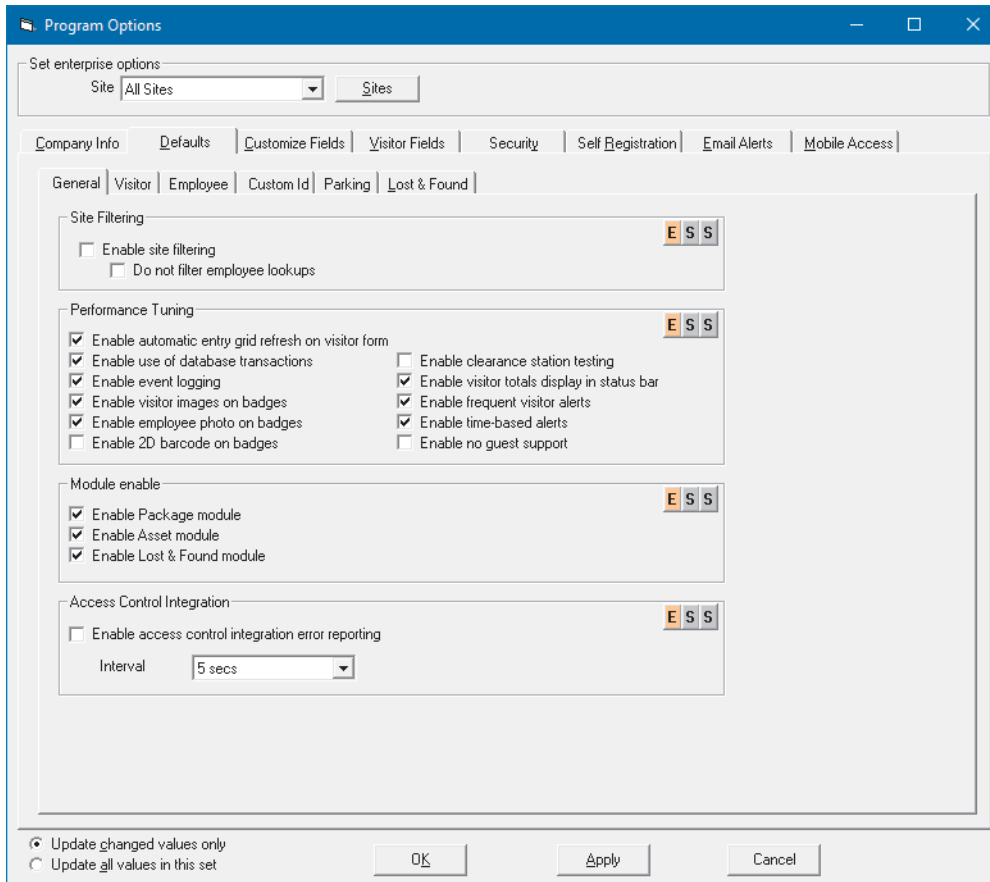 Program Options
Set enterprise options
Site All Sites Sites
Company Info Defaults Customize Fields Visitor Fields Security Self Registration Email Alerts Mobile Access
General Visitor Employee Custom Id Parking Lost & Found
Site Filtering
E S S
Enable site filtering
Do not filter employee lookups
Performance Tuning
E S S
Enable automatic entry grid refresh on visitor form
Enable use of database transactions Enable clearance station testing
Enable event logging Enable visitor totals display in status bar
Enable visitor images on badges Enable frequent visitor alerts
Enable employee photo on badges Enable time-based alerts
Enable 2D barcode on badges Enable no guest support
Module enable
E S S
Enable Package module
Enable Asset module
Enable Lost & Found module
Access Control Integration
E S S
Enable access control integration error reporting
Interval 5 secs
Update changed values only
Update all values in this set
OK Apply Cancel